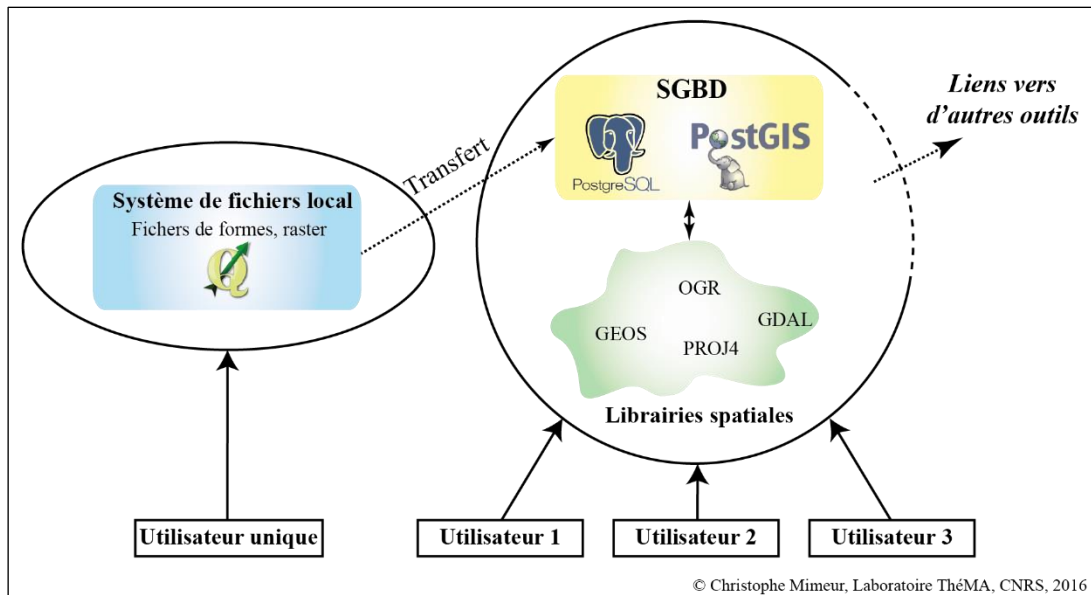 Système de fichiers local
Fichers de formes, raster
Q
Transfert
SGBD
PostgreSQL
PostGIS
Liens vers
d'autres outils
OGR
GEOS
GDAL
PROJ4
Librairies spatiales
Utilisateur unique
Utilisateur 1
Utilisateur 2
Utilisateur 3
© Christophe Mimeur, Laboratoire ThéMA, CNRS, 2016